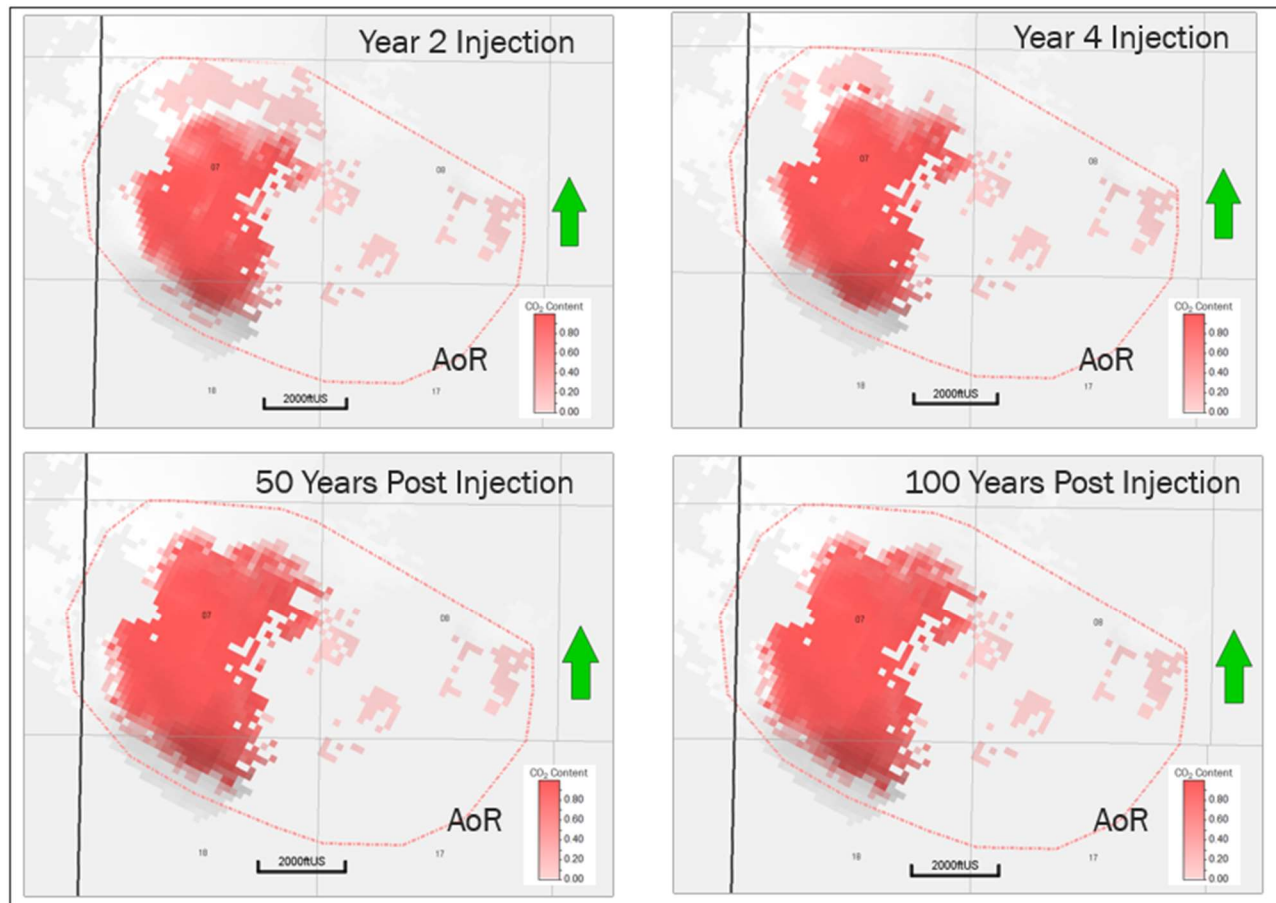 Year 2 Injection
07
08
CO₂ Content
0.80
0.60
0.40
0.20
0.00
AoR
18
2000ftUS
17
Year 4 Injection
07
08
CO₂ Content
0.80
0.60
0.40
0.20
0.00
AoR
18
2000ftUS
17
50 Years Post Injection
07
08
CO₂ Content
0.80
0.60
0.40
0.20
0.00
AoR
18
2000ftUS
17
100 Years Post Injection
07
08
CO₂ Content
0.80
0.60
0.40
0.20
0.00
AoR
18
2000ftUS
17